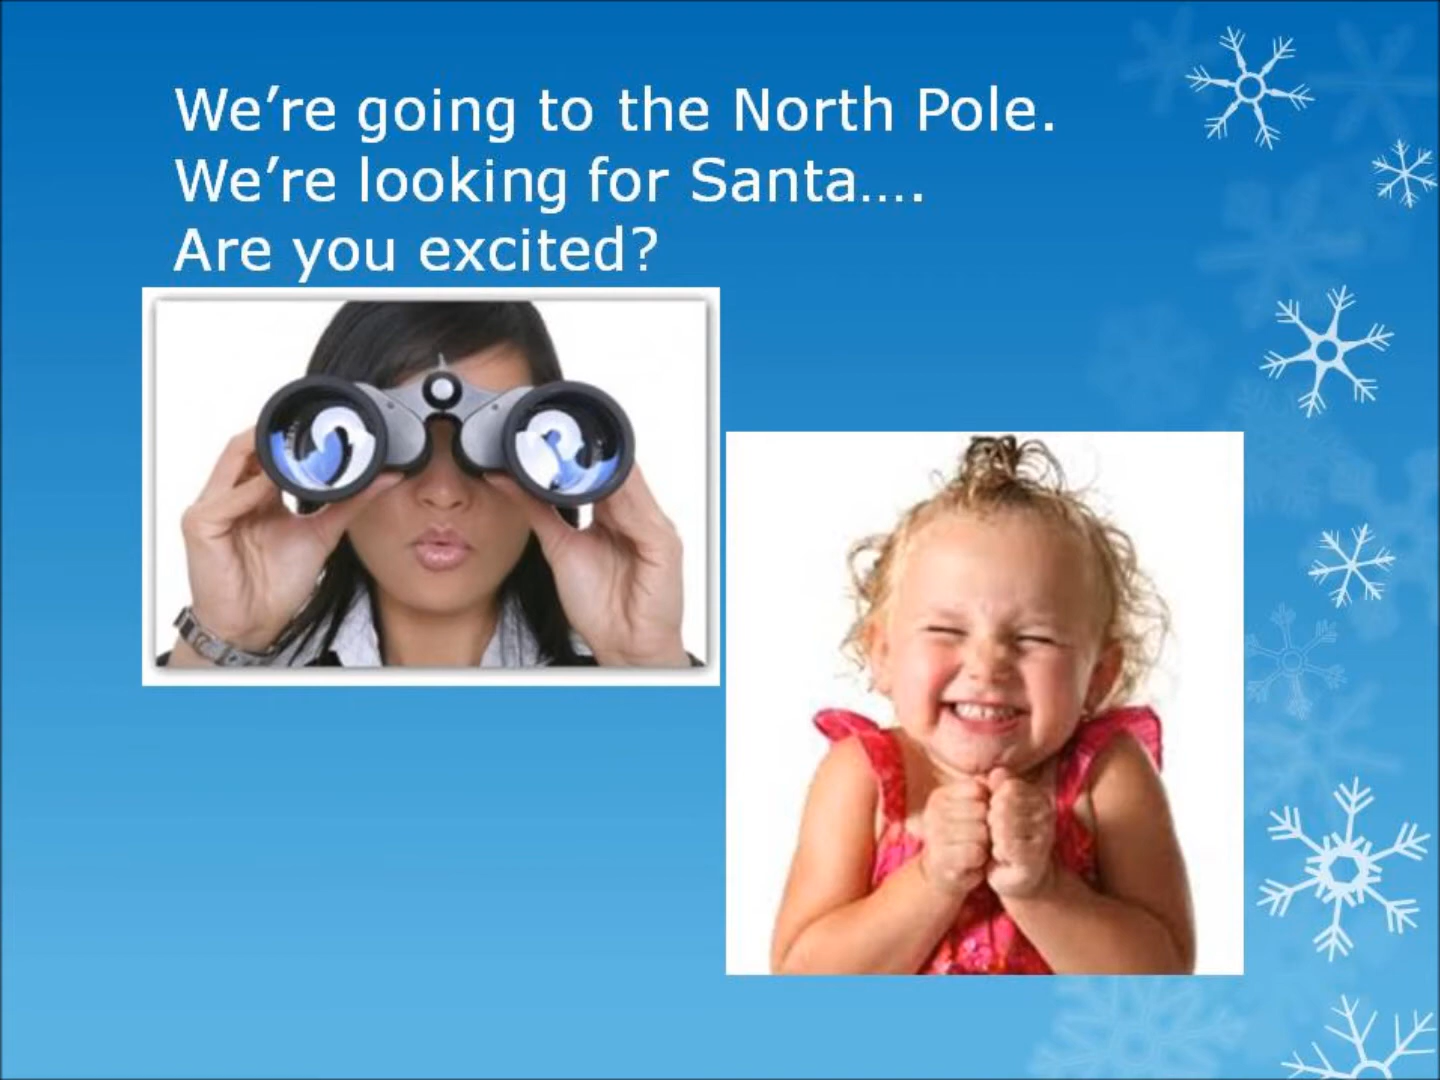 We’re going to the North Pole.
We’re looking for Santa….
Are you excited?